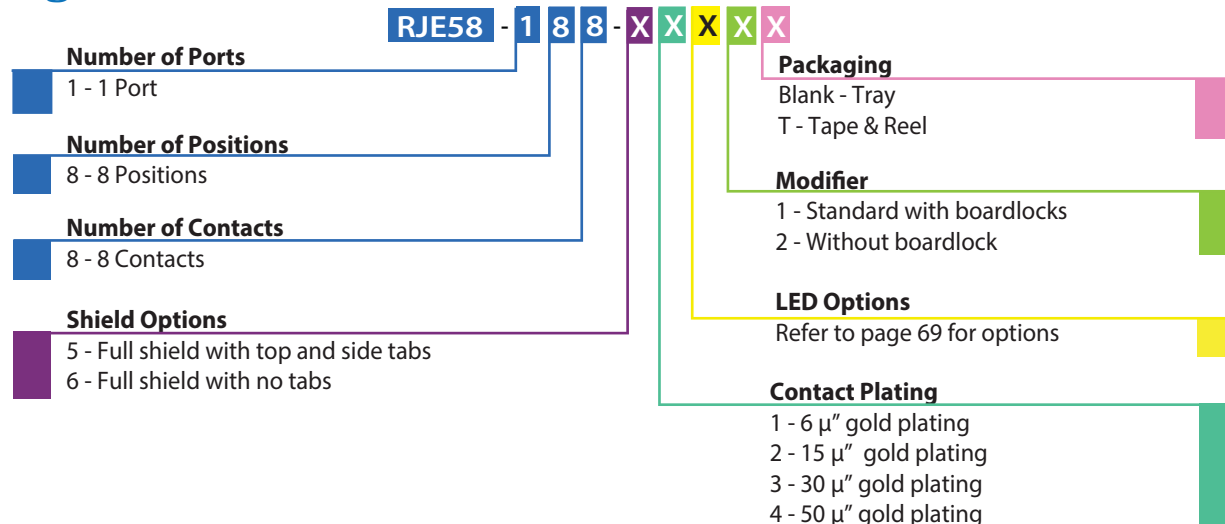 RJE58 - 1 8 8 - X X X X X
Number of Ports
1 - 1 Port
Number of Positions
8 - 8 Positions
Number of Contacts
8 - 8 Contacts
Shield Options
5 - Full shield with top and side tabs
6 - Full shield with no tabs
Packaging
Blank - Tray
T - Tape & Reel
Modifier
1 - Standard with boardlocks
2 - Without boardlock
LED Options
Refer to page 69 for options
Contact Plating
1 - 6 µ” gold plating
2 - 15 µ” gold plating
3 - 30 µ” gold plating
4 - 50 µ” gold plating